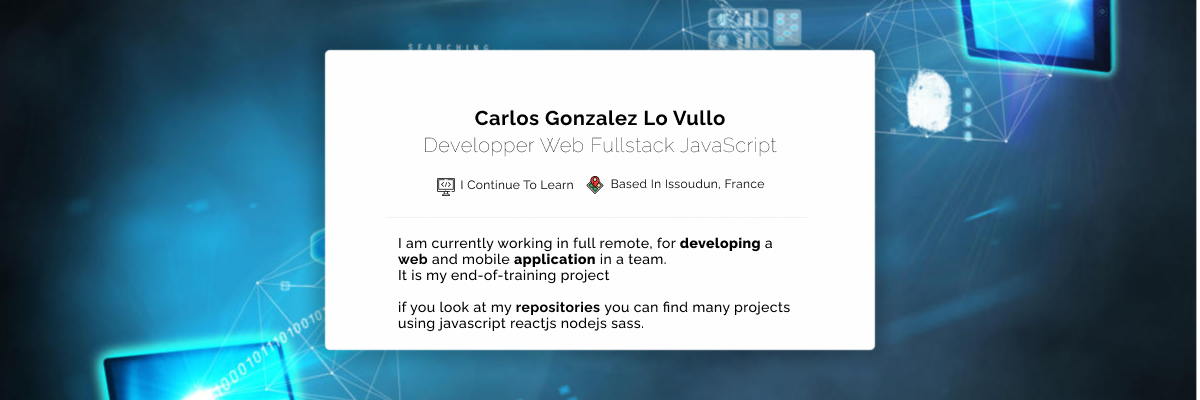 SEARCHING
Carlos Gonzalez Lo Vullo
Developper Web Fullstack JavaScript
I Continue To Learn
Based In Issoudun, France
I am currently working in full remote, for developing a
web and mobile application in a team.
It is my end-of-training project
if you look at my repositories you can find many projects
using javascript reactjs nodejs sass.